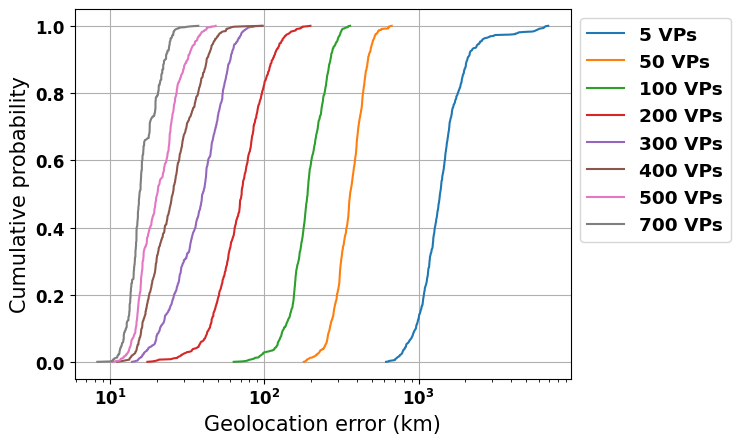 1.0
0.8
0.6
0.4
0.2
0.0
Cumulative probability
10¹
10²
10³
Geolocation error (km)
5 VPs
50 VPs
100 VPs
200 VPs
300 VPs
400 VPs
500 VPs
700 VPs